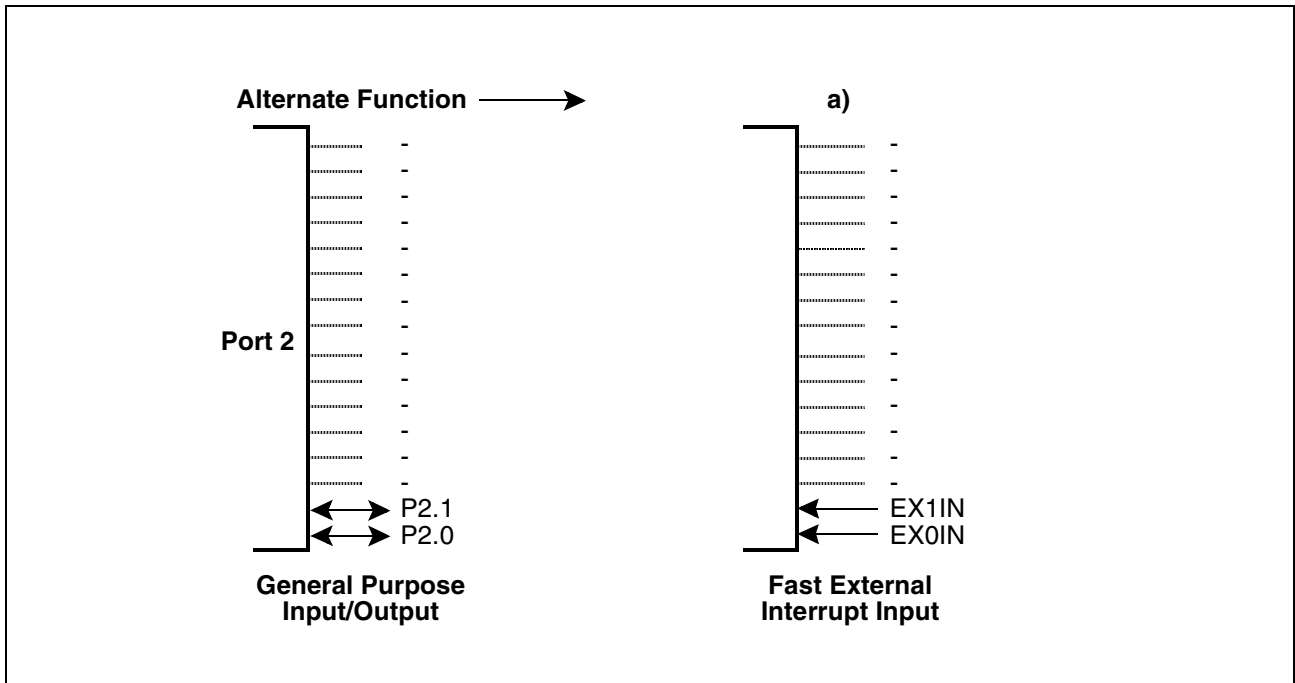 Alternate Function a)
- -
- -
- -
- -
- -
- -
- -
- -
Port 2
- -
- -
- -
- -
- -
- -
P2.1 EX1IN
P2.0 EX0IN
General Purpose
Input/Output
Fast External
Interrupt Input